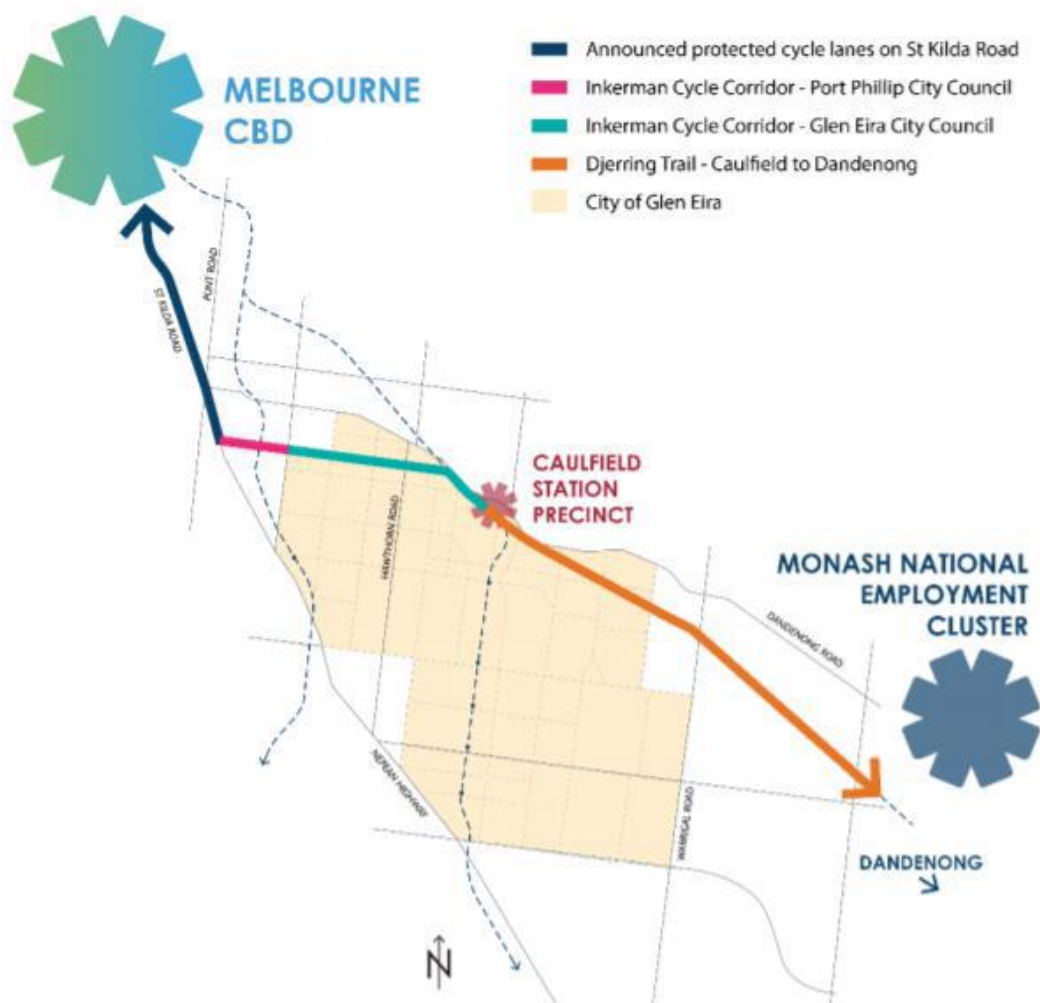 MELBOURNE
CBD
Announced protected cycle lanes on St Kilda Road
Inkerman Cycle Corridor - Port Phillip City Council
Inkerman Cycle Corridor - Glen Eira City Council
Djerring Trail - Caulfield to Dandenong
City of Glen Eira
PUNT ROAD
ST KILDA ROAD
CAULFIELD
STATION
PRECINCT
HAWTHORN ROAD
MONASH NATIONAL
EMPLOYMENT
CLUSTER
DANDENONG ROAD
NEPEAN HIGHWAY
WARRIGAL ROAD
DANDENONG
N